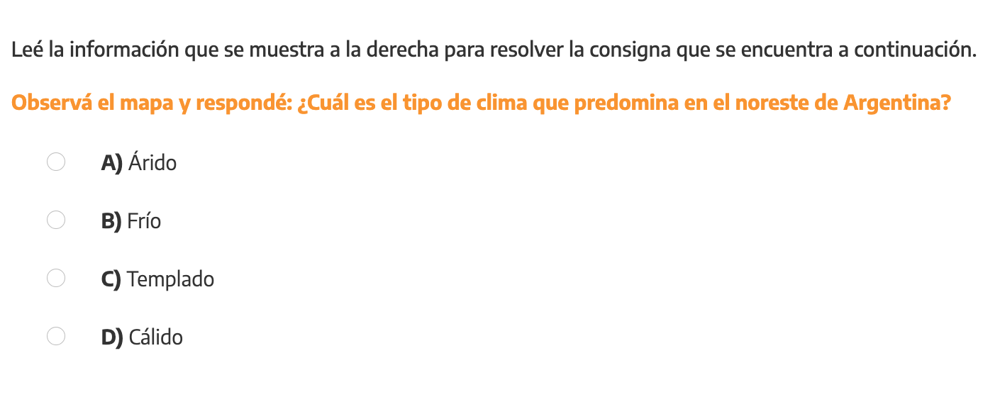 Leé la información que se muestra a la derecha para resolver la consigna que se encuentra a continuación.
Observá el mapa y respondé: ¿Cuál es el tipo de clima que predomina en el noreste de Argentina?
A) Árido
B) Frío
C) Templado
D) Cálido